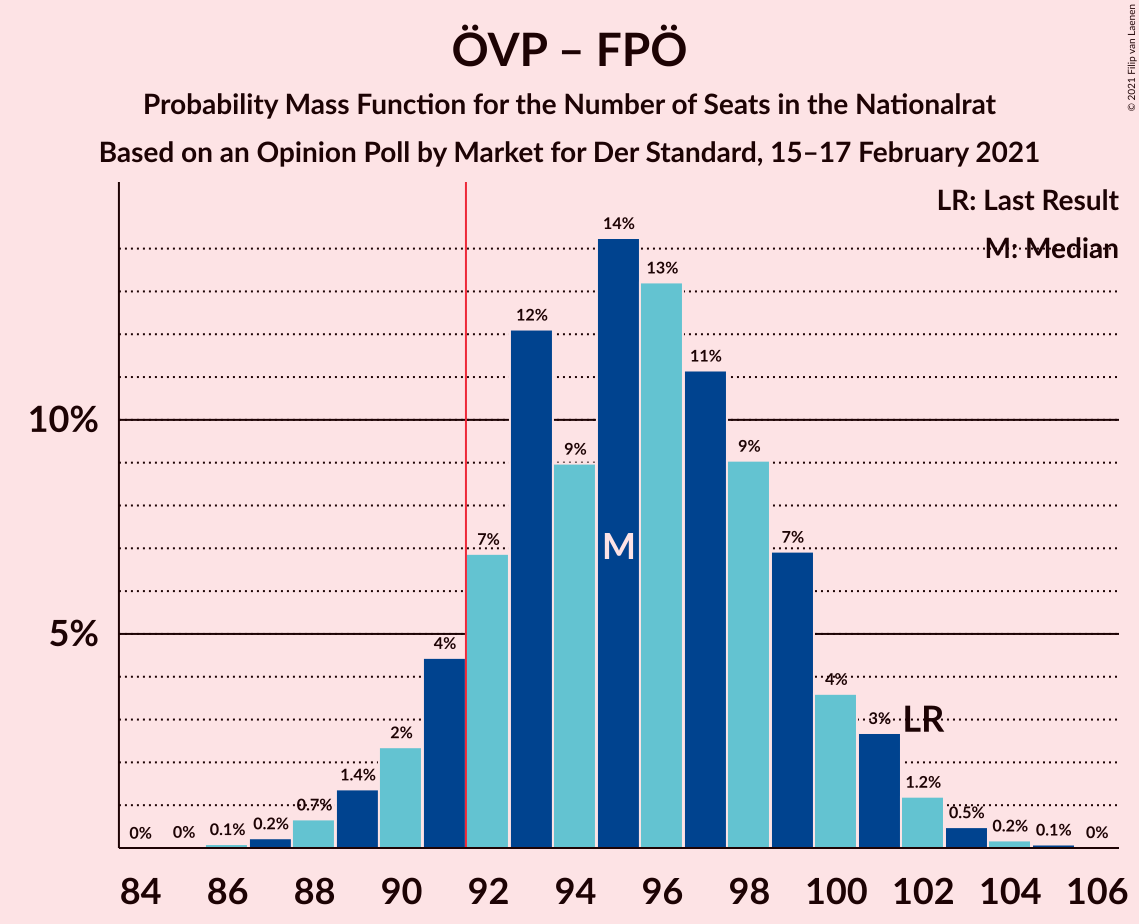 ÖVP – FPÖ
Probability Mass Function for the Number of Seats in the Nationalrat
Based on an Opinion Poll by Market for Der Standard, 15–17 February 2021
© 2021 Filip van Laenen
LR: Last Result
M: Median
10%
5%
0%
0%
0.1%
0.2%
0.7%
1.4%
2%
4%
7%
12%
9%
14%
13%
11%
9%
7%
4%
3%
1.2%
0.5%
0.2%
0.1%
0%
M
LR
84 86 88 90 92 94 96 98 100 102 104 106